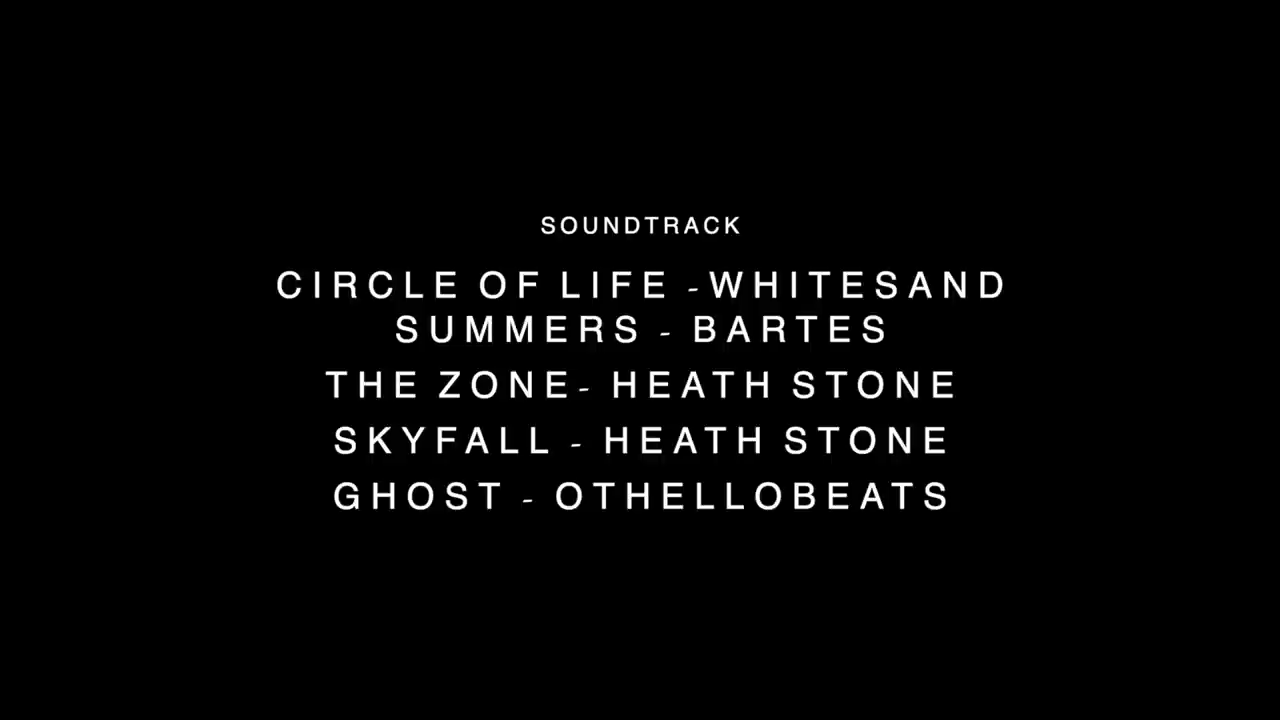 SOUNDTRACK
CIRCLE OF LIFE -WHITESAND
SUMMERS - BARTES
THE ZONE- HEATH STONE
SKYFALL - HEATH STONE
GHOST - OTHELLOBEATS